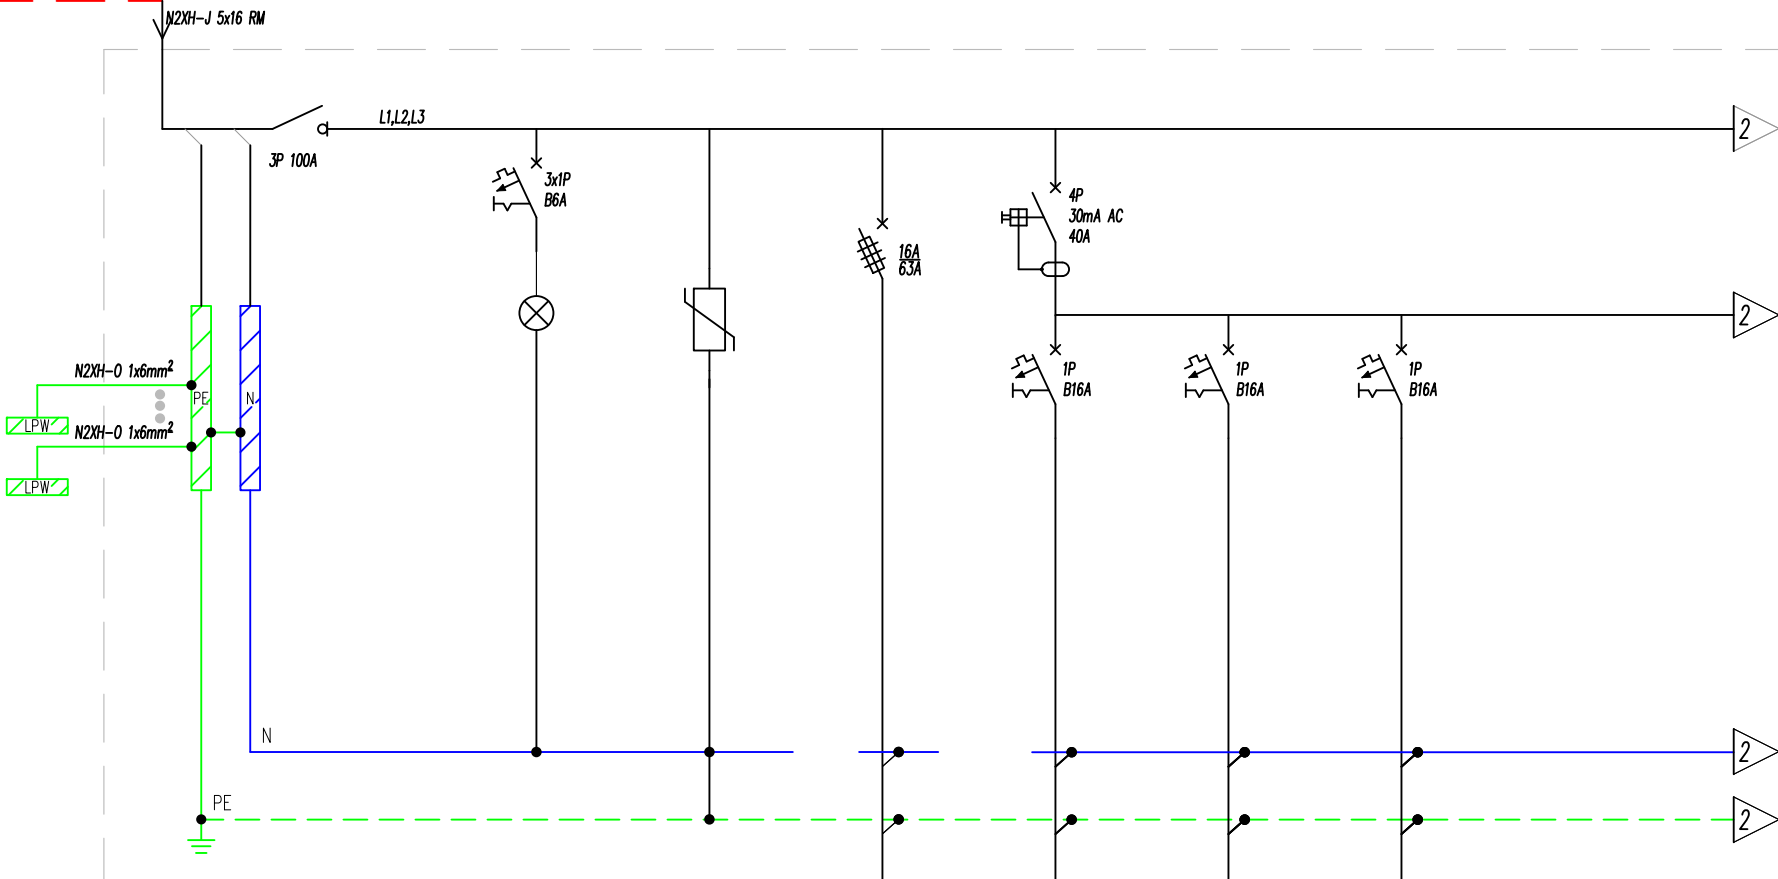 N2XH-J 5x16 RM
L1,L2,L3
2
3P 100A
3x1P
B6A
4P
30mA AC
40A
16A
63A
2
N2XH-O 1x6mm²
1P
B16A
1P
B16A
1P
B16A
PE
N
LPW
N2XH-O 1x6mm²
LPW
N
2
PE
2